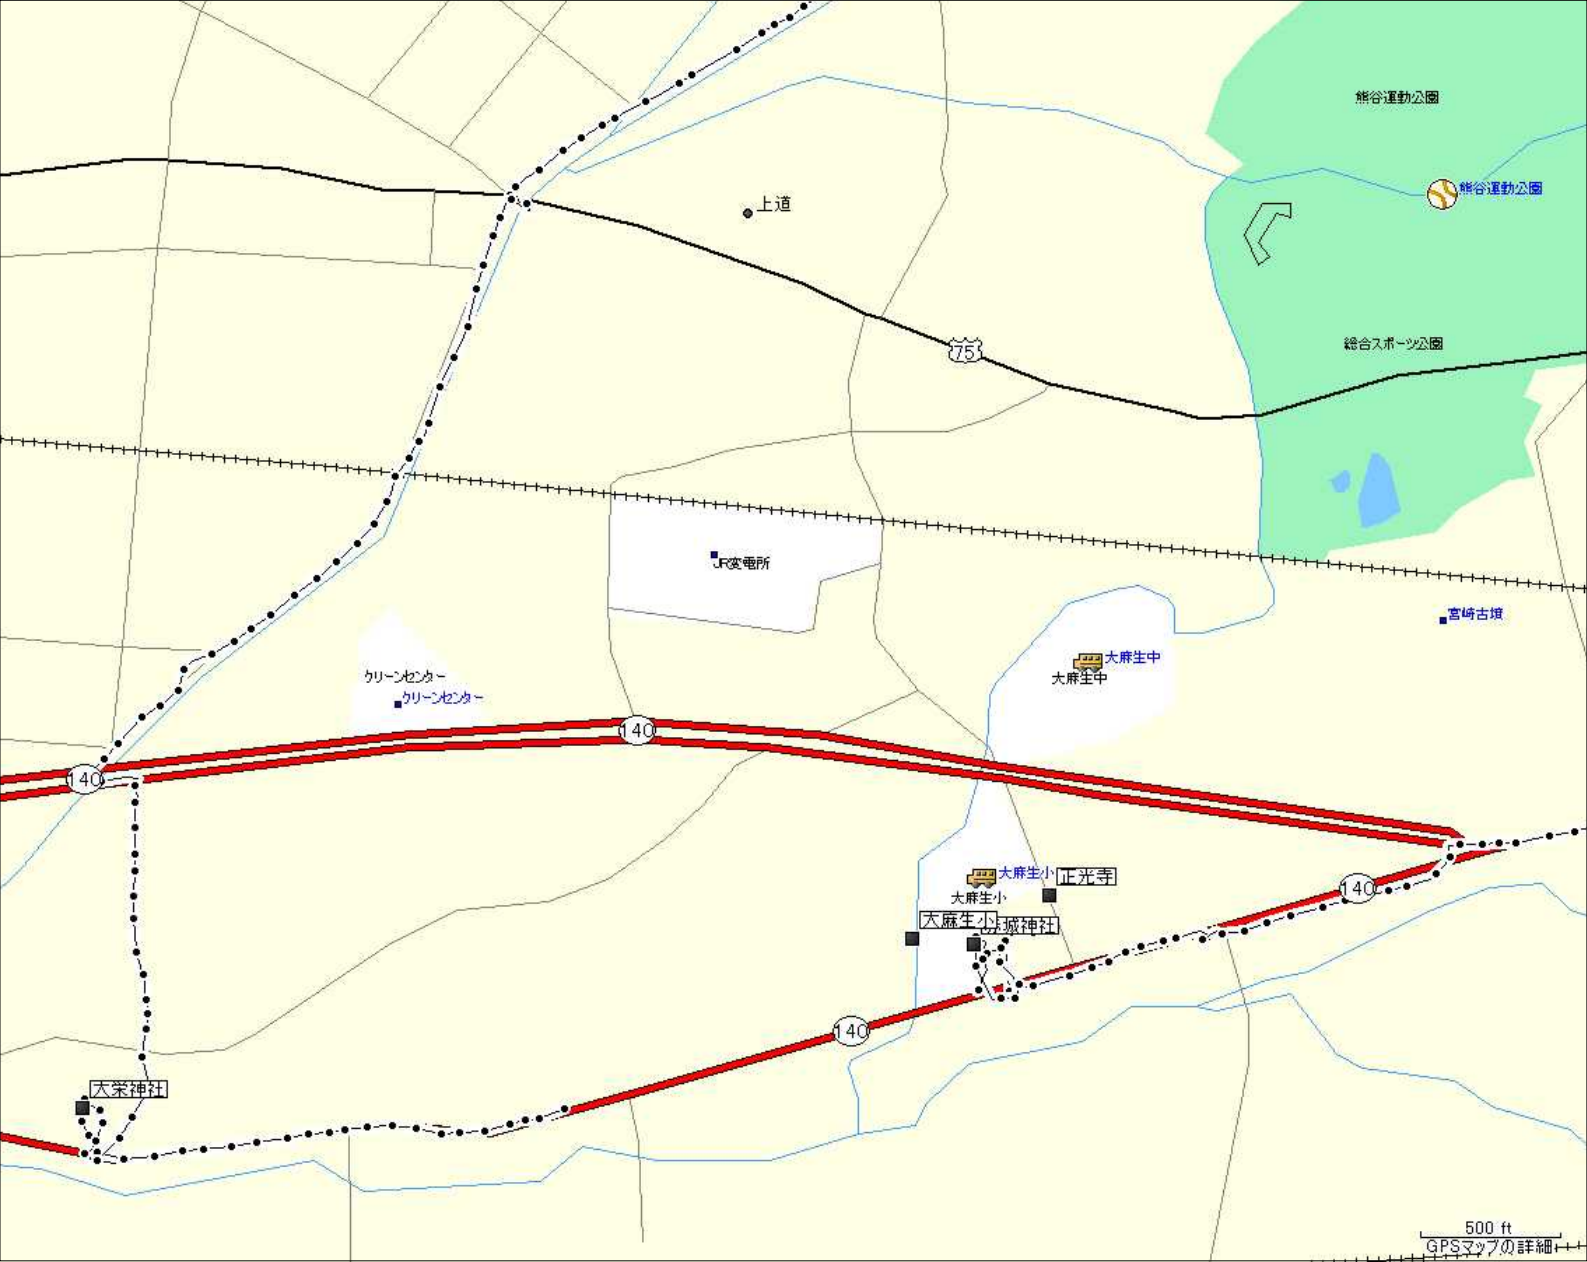 熊谷運動公園
熊谷運動公園
上道
総合スポーツ公園
75
JR変電所
宮崎古墳
大麻生中
大麻生中
クリーンセンター
クリーンセンター
140
140
大麻生小
正光寺
140
大麻生小
大麻生小
城神社
140
大栄神社
500 ft
GPSマップの詳細